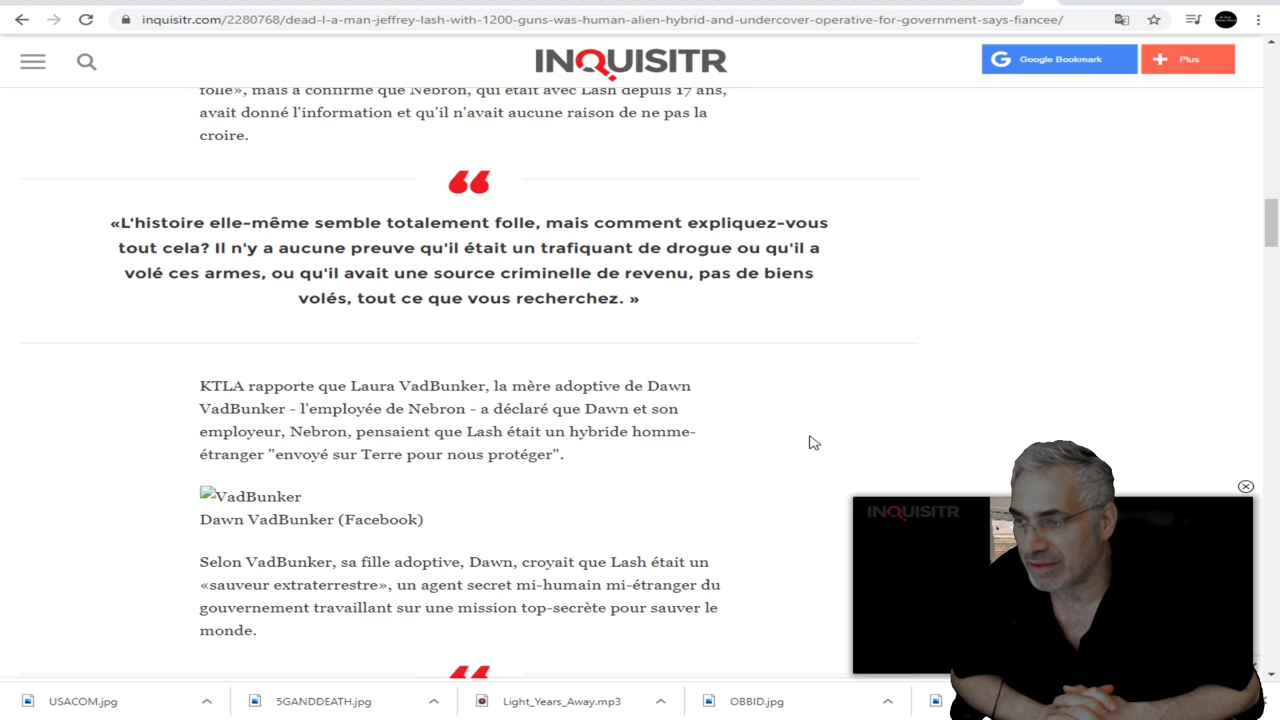 inquisitr.com/2280768/dead-l-a-man-jeffrey-lash-with-1200-guns-was-human-alien-hybrid-and-undercover-operative-for-government-says-fiancee/
INQUISITR
Google Bookmark
Plus
folle», mais a confirmé que Nebron, qui était avec Lash depuis 17 ans,
avait donné l'information et qu'il n'avait aucune raison de ne pas la
croire.
«L'histoire elle-même semble totalement folle, mais comment expliquez-vous
tout cela? Il n'y a aucune preuve qu'il était un trafiquant de drogue ou qu'il a
volé ces armes, ou qu'il avait une source criminelle de revenu, pas de biens
volés, tout ce que vous recherchez. »
KTLA rapporte que Laura VadBunker, la mère adoptive de Dawn
VadBunker - l'employée de Nebron - a déclaré que Dawn et son
employeur, Nebron, pensaient que Lash était un hybride homme-
étranger "envoyé sur Terre pour nous protéger".
VadBunker
Dawn VadBunker (Facebook)
INQUISITR
Selon VadBunker, sa fille adoptive, Dawn, croyait que Lash était un
«sauveur extraterrestre», un agent secret mi-humain mi-étranger du
gouvernement travaillant sur une mission top-secrète pour sauver le
monde.
USACOM.jpg
5GANDDEATH.jpg
Light_Years_Away.mp3
OBBID.jpg